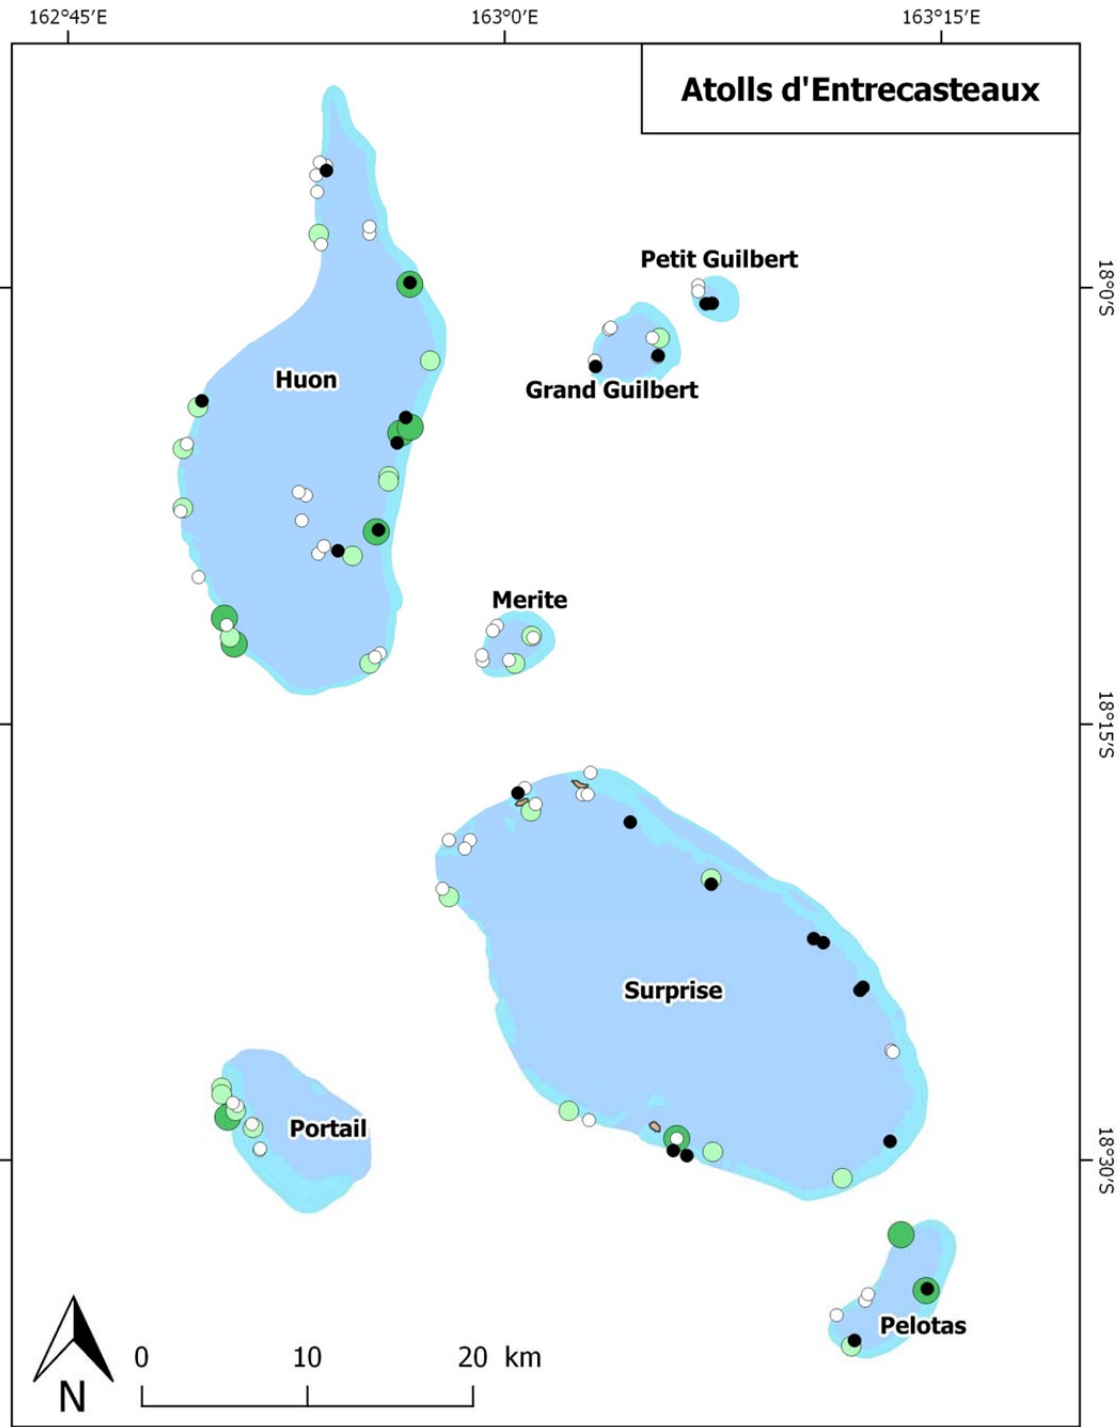 162°45′E 163°0′E 163°15′E
Atolls d'Entrecasteaux
Petit Guilbert
18°0′S
Huon
Grand Guilbert
Merite
18°15′S
Surprise
Portail
18°30′S
Pelotas
0 10 20 km
N